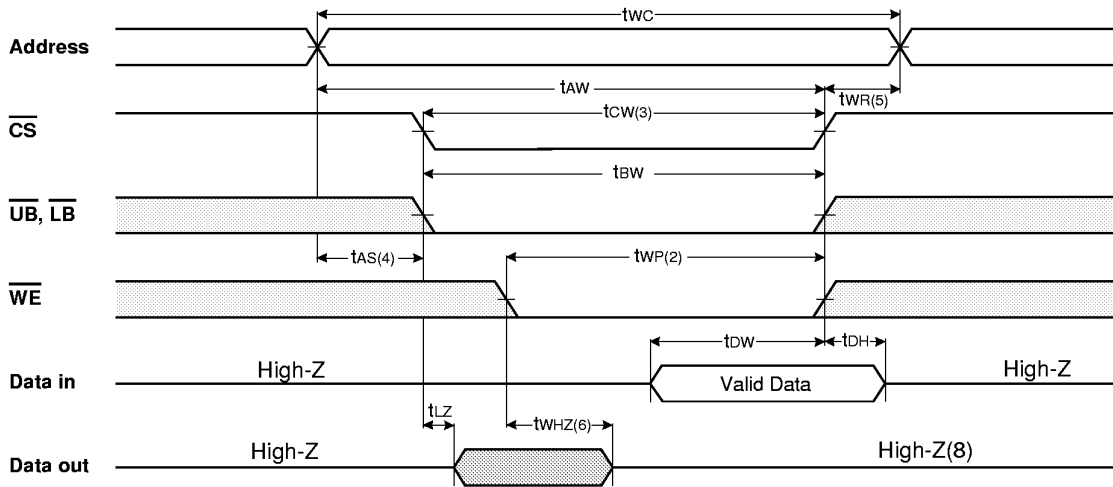 tWC
Address
tAW
tWR(5)
tCW(3)
CS
tBW
UB, LB
tAS(4)
tWP(2)
WE
tDW
tDH
High-Z
Data in
Valid Data
High-Z
tLZ
tWHZ(6)
High-Z
High-Z(8)
Data out